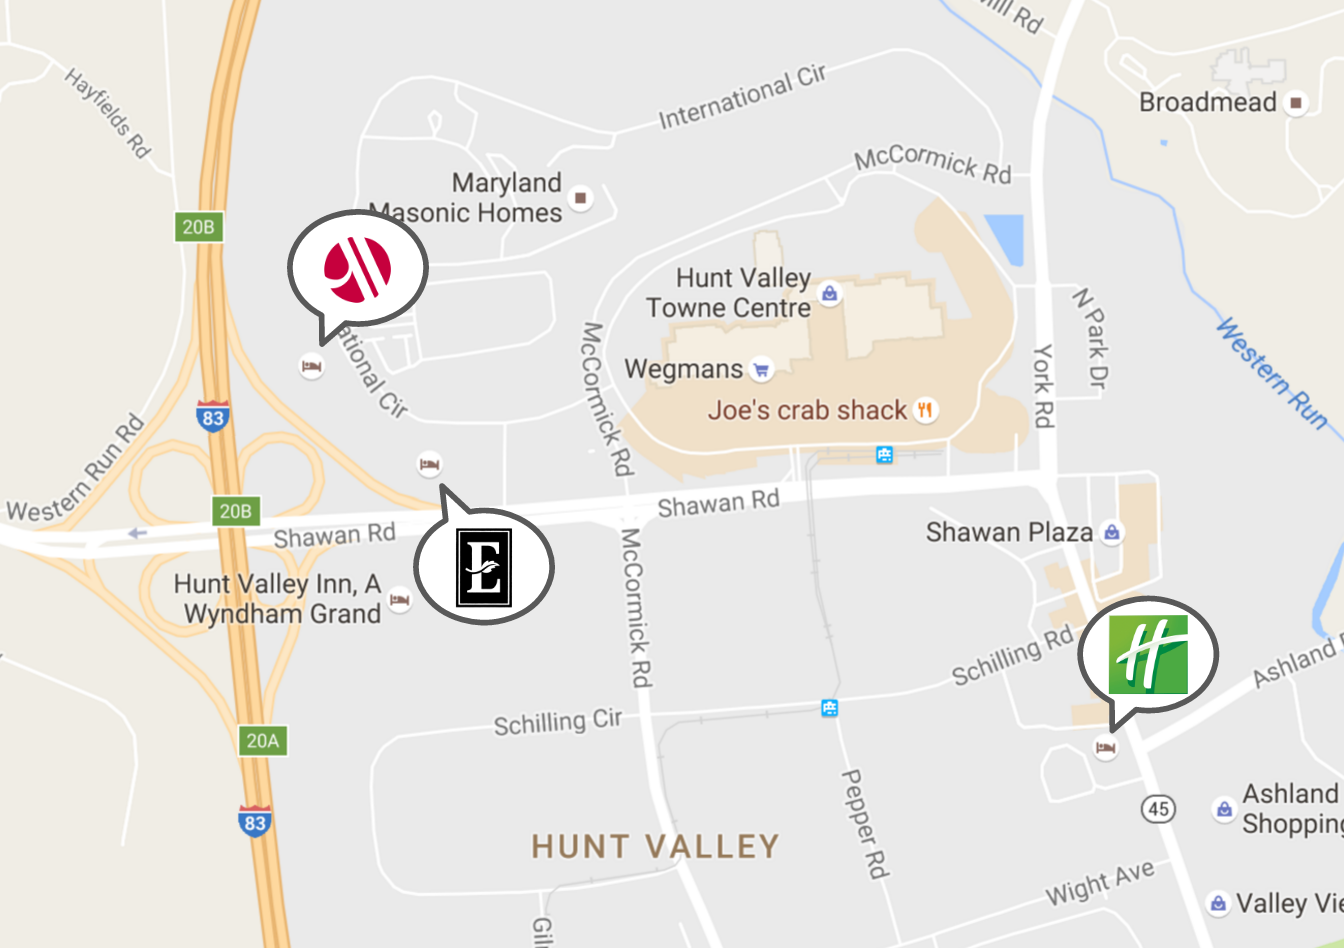 Mill Rd
Hayfields Rd
International Cir
Broadmead
McCormick Rd
Maryland
Masonic Homes
20B
Hunt Valley
Towne Centre
N Park Dr
Western Run
McCormick Rd
York Rd
Wegmans
ational Cir
Joe's crab shack
83
Western Run Rd
20B
Shawan Rd
Shawan Rd
Shawan Plaza
E
H
Hunt Valley Inn, A
Wyndham Grand
McCormick Rd
Schilling Rd
Ashland
Schilling Cir
20A
Pepper Rd
45
Ashland
Shopping
83
HUNT VALLEY
Wight Ave
Valley Vie